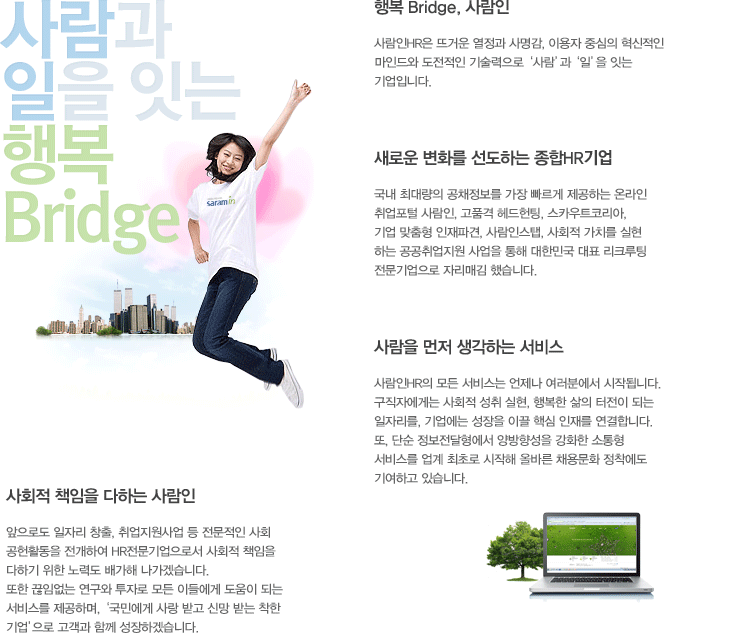 사람과
일을 잇는
행복
Bridge
saramin
행복 Bridge, 사람인
사람인HR은 뜨거운 열정과 사명감, 이용자 중심의 혁신적인
마인드와 도전적인 기술력으로 '사람' 과 '일' 을 잇는
기업입니다.
새로운 변화를 선도하는 종합HR기업
국내 최대량의 공채정보를 가장 빠르게 제공하는 온라인
취업포털 사람인, 고품격 헤드헌팅, 스카우트코리아,
기업 맞춤형 인재파견, 사람인스탭, 사회적 가치를 실현
하는 공공취업지원 사업을 통해 대한민국 대표 리크루팅
전문기업으로 자리매김 했습니다.
사람을 먼저 생각하는 서비스
사람인HR의 모든 서비스는 언제나 여러분에서 시작됩니다.
구직자에게는 사회적 성취 실현, 행복한 삶의 터전이 되는
일자리를, 기업에는 성장을 이끌 핵심 인재를 연결합니다.
또, 단순 정보전달형에서 양방향성을 강화한 소통형
서비스를 업계 최초로 시작해 올바른 채용문화 정착에도
기여하고 있습니다.
사회적 책임을 다하는 사람인
앞으로도 일자리 창출, 취업지원사업 등 전문적인 사회
공헌활동을 전개하여 HR전문기업으로서 사회적 책임을
다하기 위한 노력도 배가해 나가겠습니다.
또한 끊임없는 연구와 투자로 모든 이들에게 도움이 되는
서비스를 제공하며, '국민에게 사랑 받고 신망 받는 착한
기업' 으로 고객과 함께 성장하겠습니다.